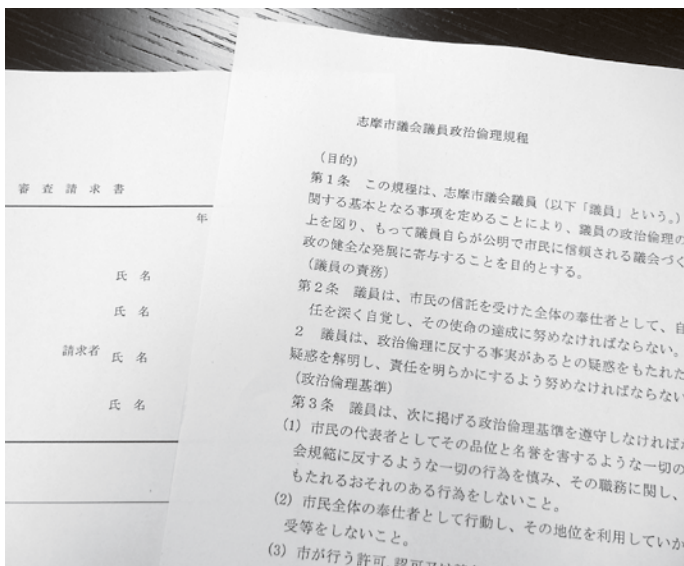 審査請求書
年
氏名
氏名
請求者 氏名
氏名
志摩市議会議員政治倫理規程
(目的)
第1条 この規程は、志摩市議会議員(以下「議員」という。)
関する基本となる事項を定めることにより、議員の政治倫理の
上を図り、もって議員自らが公明で市民に信頼される議会づく
政の健全な発展に寄与することを目的とする。
(議員の責務)
第2条 議員は、市民の信託を受けた全体の奉仕者として、自
任を深く自覚し、その使命の達成に努めなければならない。
2 議員は、政治倫理に反する事実があるとの疑惑をもたれた
疑惑を解明し、責任を明らかにするよう努めなければならない
(政治倫理基準)
第3条 議員は、次に掲げる政治倫理基準を遵守しなければ
(1) 市民の代表者としてその品位と名誉を害するような一切の
会規範に反するような一切の行為を慎み、その職務に関し、
もたれるおそれのある行為をしないこと。
(2) 市民全体の奉仕者として行動し、その地位を利用していか
受等をしないこと。
(3) 市が行う許可、認可又は